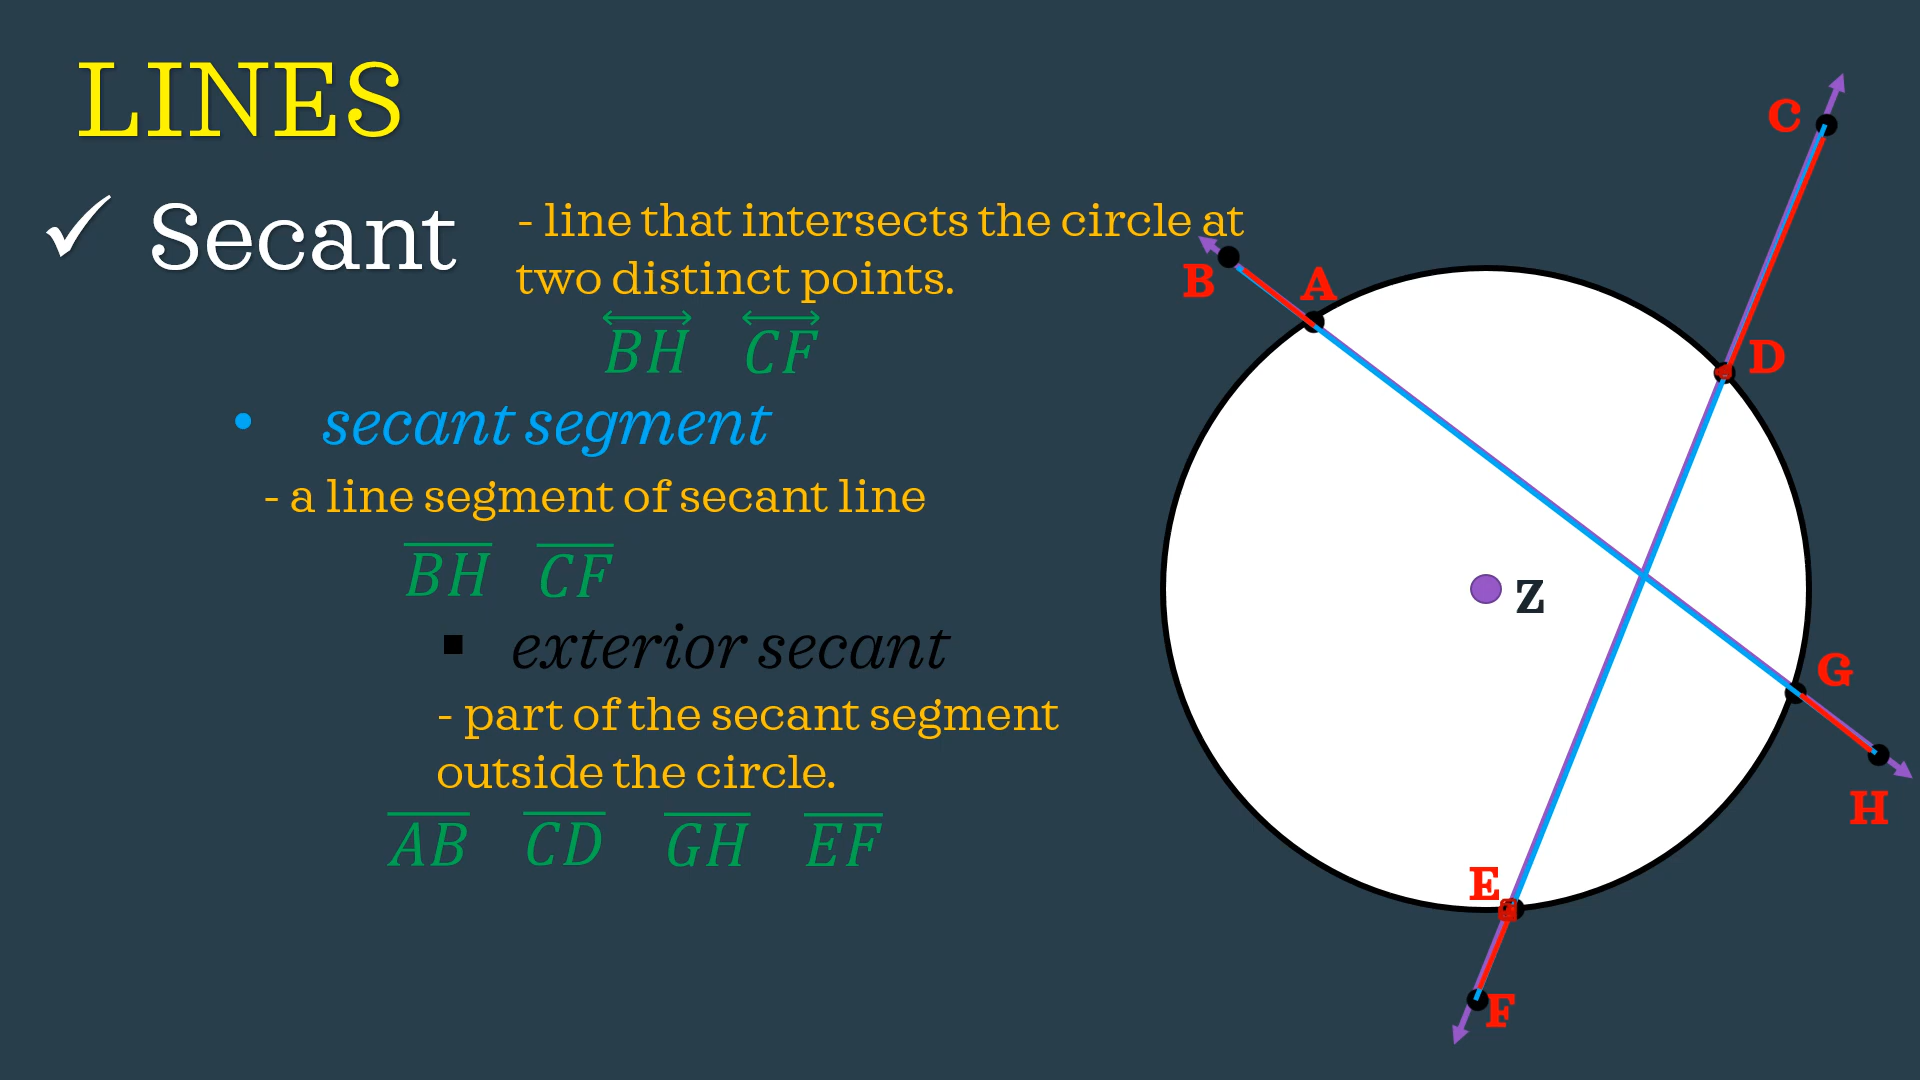 LINES
✓ Secant
- line that intersects the circle at
two distinct points.
BH CF
• secant segment
- a line segment of secant line
BH CF
▪ exterior secant
- part of the secant segment
outside the circle.
AB CD GH EF
C
B
A
D
Z
G
H
E
F